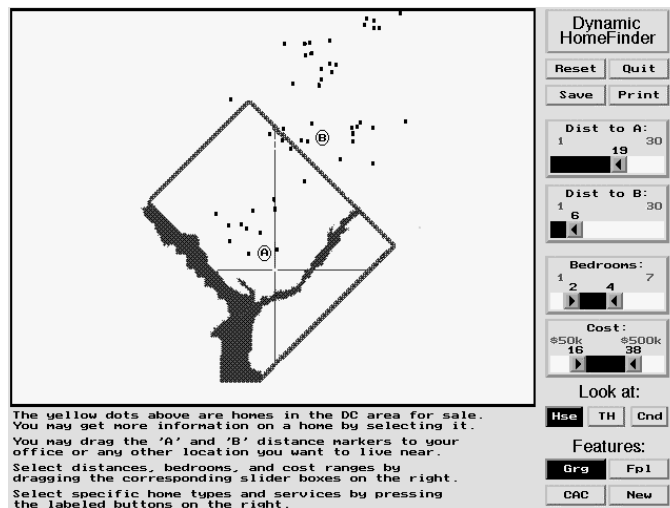 Dynamic
HomeFinder
Reset Quit
Save Print
Dist to A:
1 30
19
Dist to B:
1 30
6
Bedrooms:
1 7
2 4
Cost:
$50k $500k
16 38
Look at:
Hse TH Cnd
Features:
Grg Fpl
CAC New
B
A
The yellow dots above are homes in the DC area for sale.
You may get more information on a home by selecting it.
You may drag the 'A' and 'B' distance markers to your
office or any other location you want to live near.
Select distances, bedrooms, and cost ranges by
dragging the corresponding slider boxes on the right.
Select specific home types and services by pressing
the labeled buttons on the right.